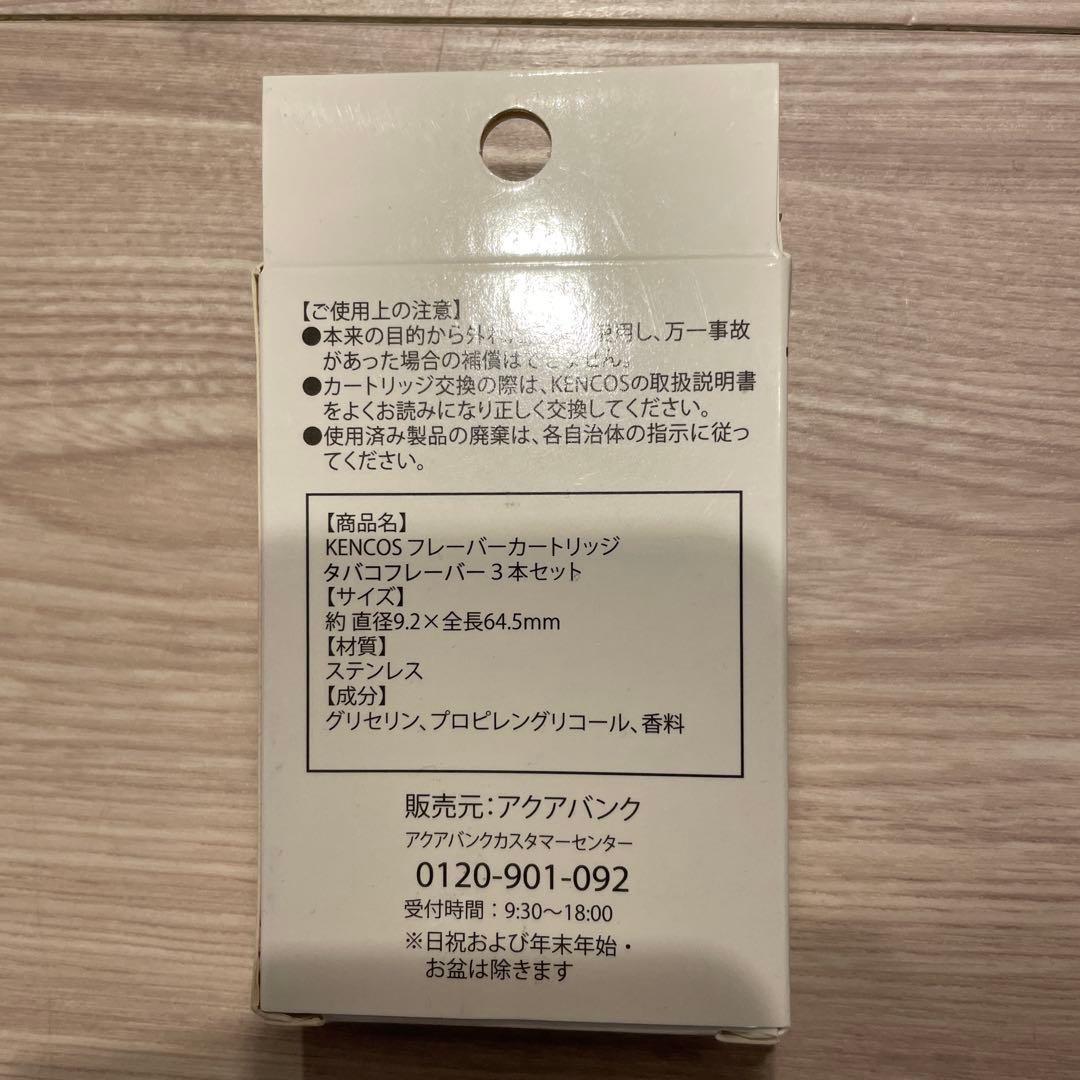 【ご使用上の注意】
●本来の目的から外れ 使用し、万一事故
があった場合の補償はできません。
●カートリッジ交換の際は、KENCOSの取扱説明書
をよくお読みになり正しく交換してください。
●使用済み製品の廃棄は、各自治体の指示に従っ
てください。
【商品名】
KENCOS フレーバーカートリッジ
タバコフレーバー3本セット
【サイズ】
約 直径9.2×全長64.5mm
【材質】
ステンレス
【成分】
グリセリン、プロピレングリコール、香料
販売元:アクアバンク
アクアバンクカスタマーセンター
0120-901-092
受付時間:9:30～18:00
※日祝および年末年始・
お盆は除きます